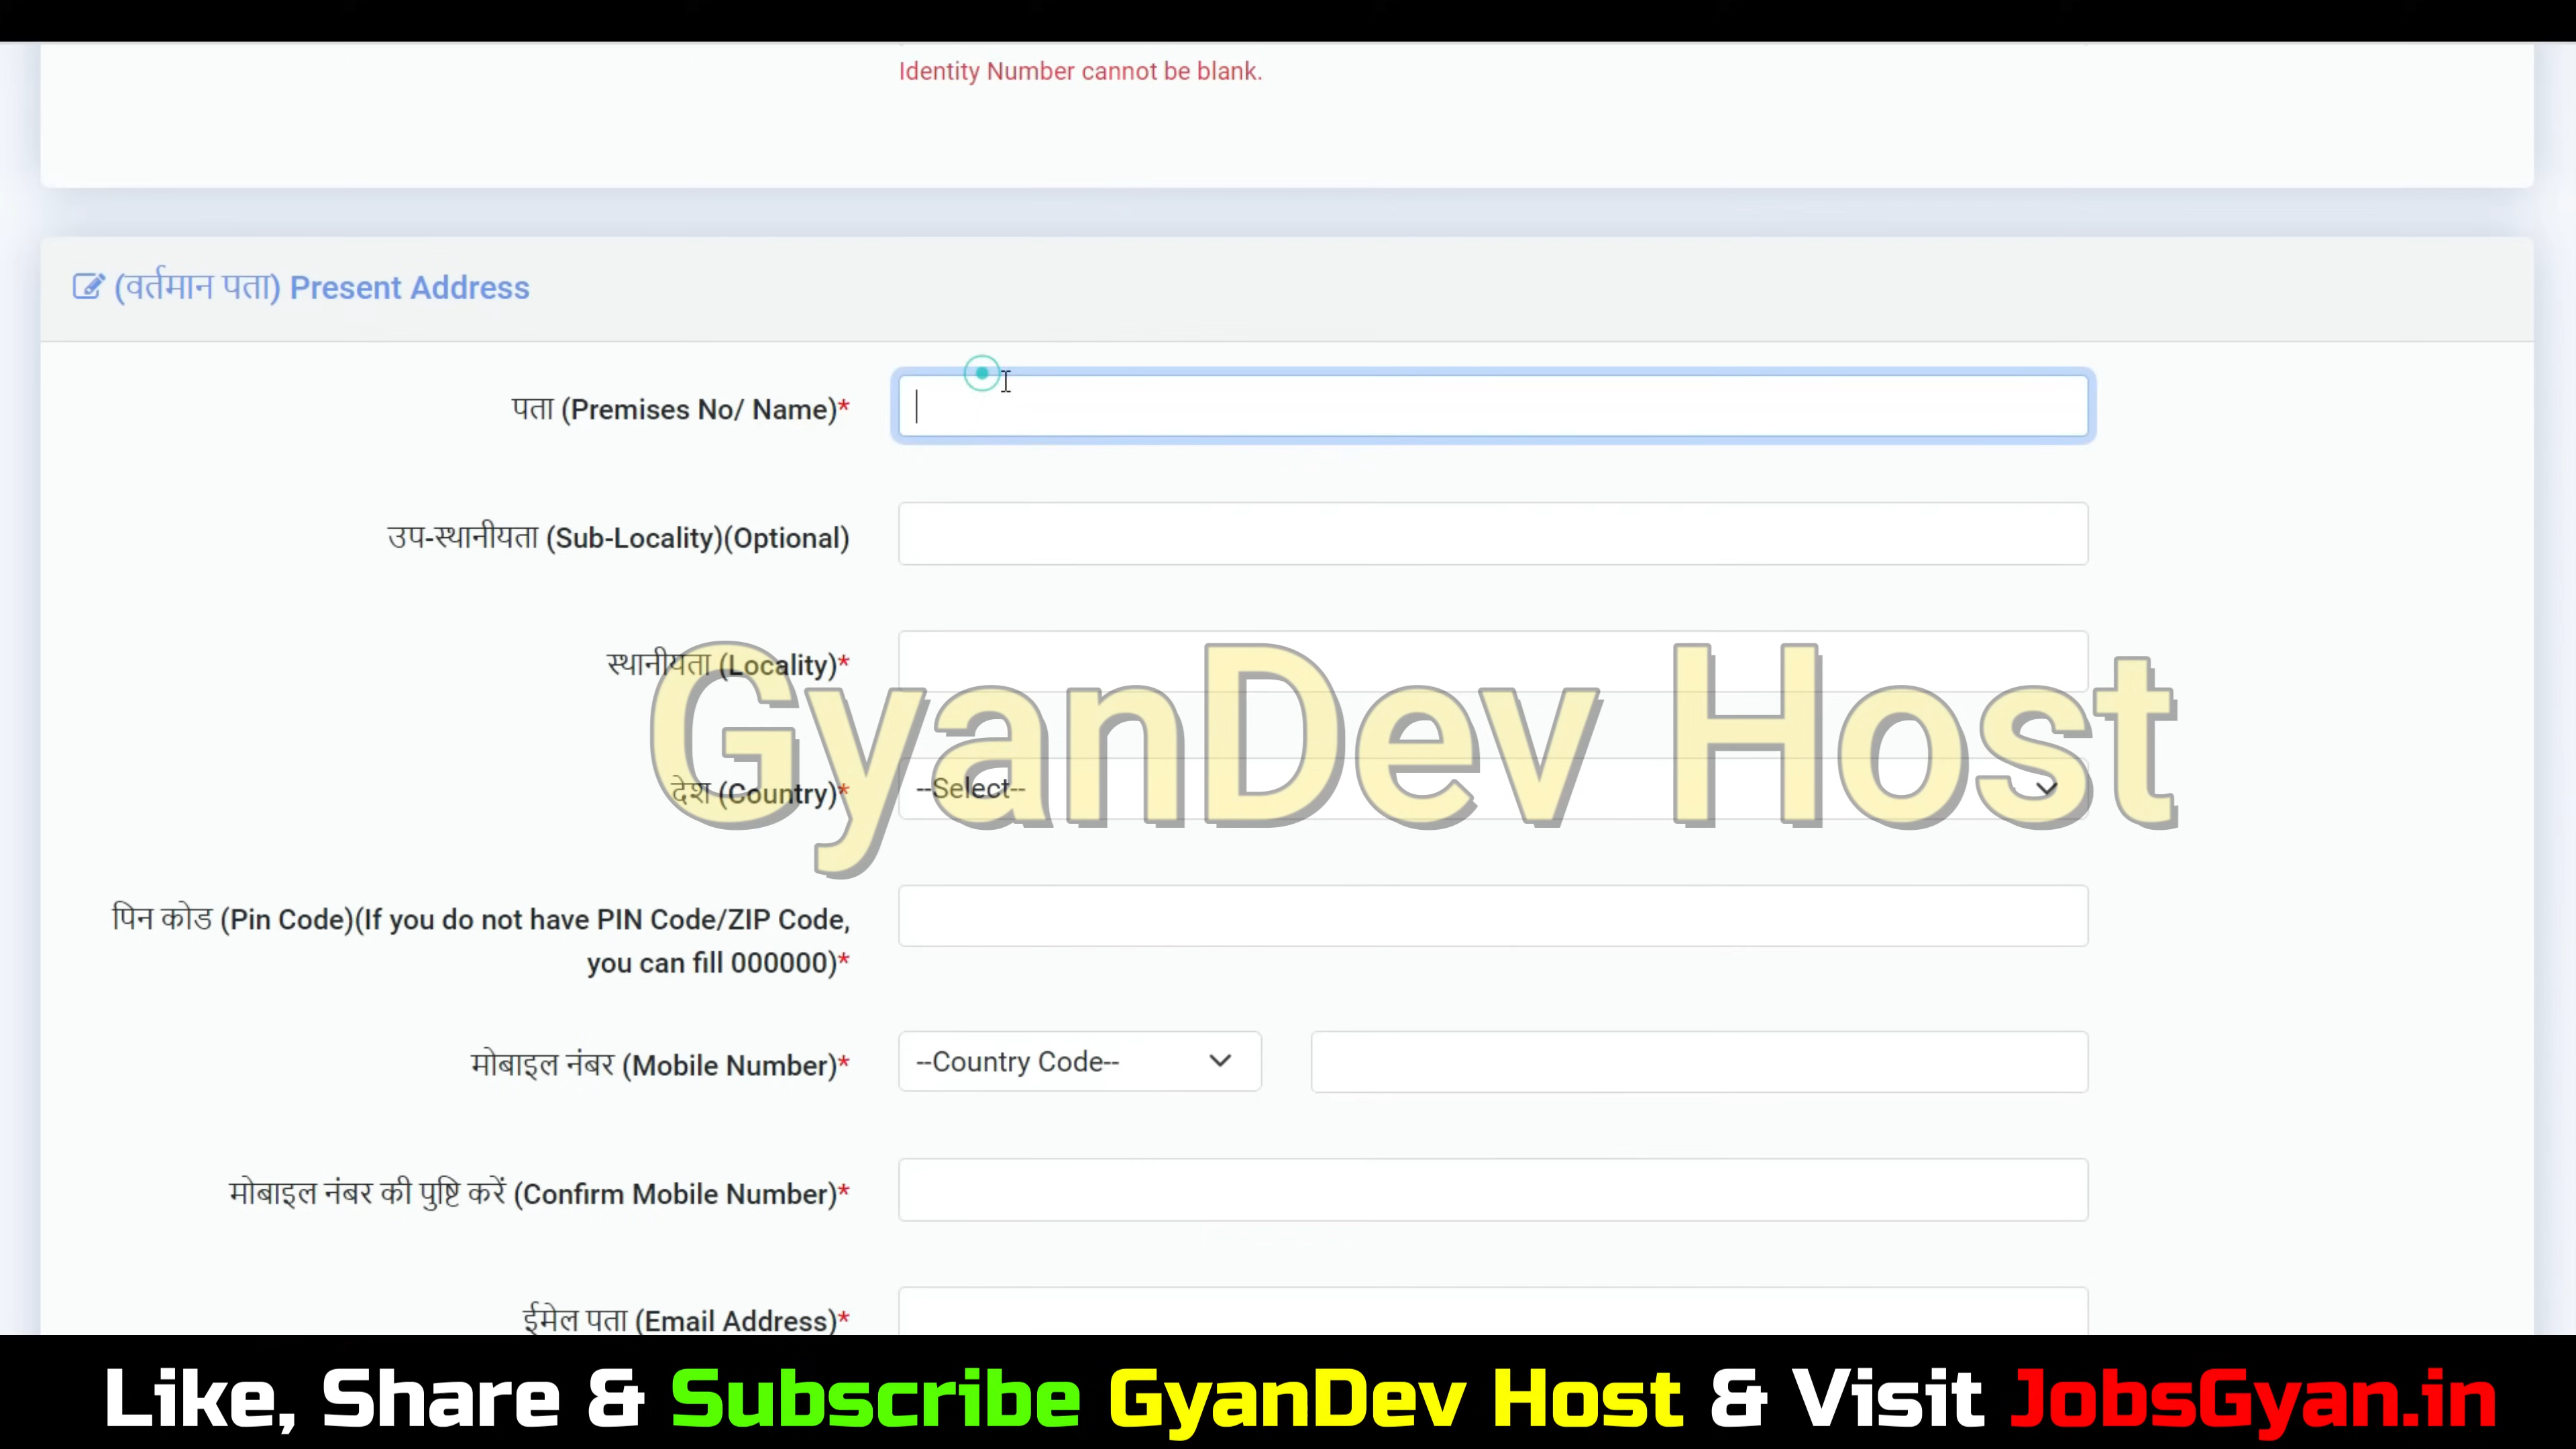 Identity Number cannot be blank.
(वर्तमान पता) Present Address
पता (Premises No/ Name)*
उप-स्थानीयता (Sub-Locality)(Optional)
स्थानीयता (Locality)*
GyanDev Host
देश (Country)*
--Select--
पिन कोड (Pin Code)(If you do not have PIN Code/ZIP Code,
you can fill 000000)*
मोबाइल नंबर (Mobile Number)*
--Country Code--
मोबाइल नंबर की पुष्टि करें (Confirm Mobile Number)*
ईमेल पता (Email Address)*
Like, Share & Subscribe GyanDev Host & Visit JobsGyan.in